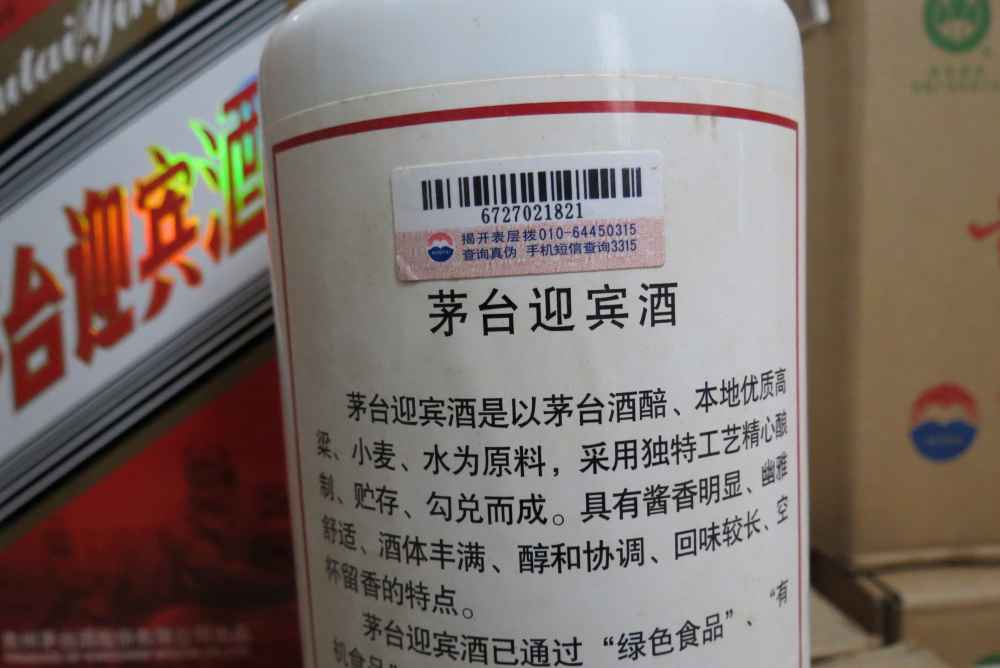 台迎宾酒
6727021821
揭开表层拨010-64450315
查询真伪 手机短信查询3315
茅台迎宾酒
茅台迎宾酒是以茅台酒醅、本地优质高
粱、小麦、水为原料，采用独特工艺精心酿
制、贮存、勾兑而成。具有酱香明显、幽雅
舒适、酒体丰满、醇和协调、回味较长、空
杯留香的特点。
茅台迎宾酒已通过“绿色食品”、“有
机食品”